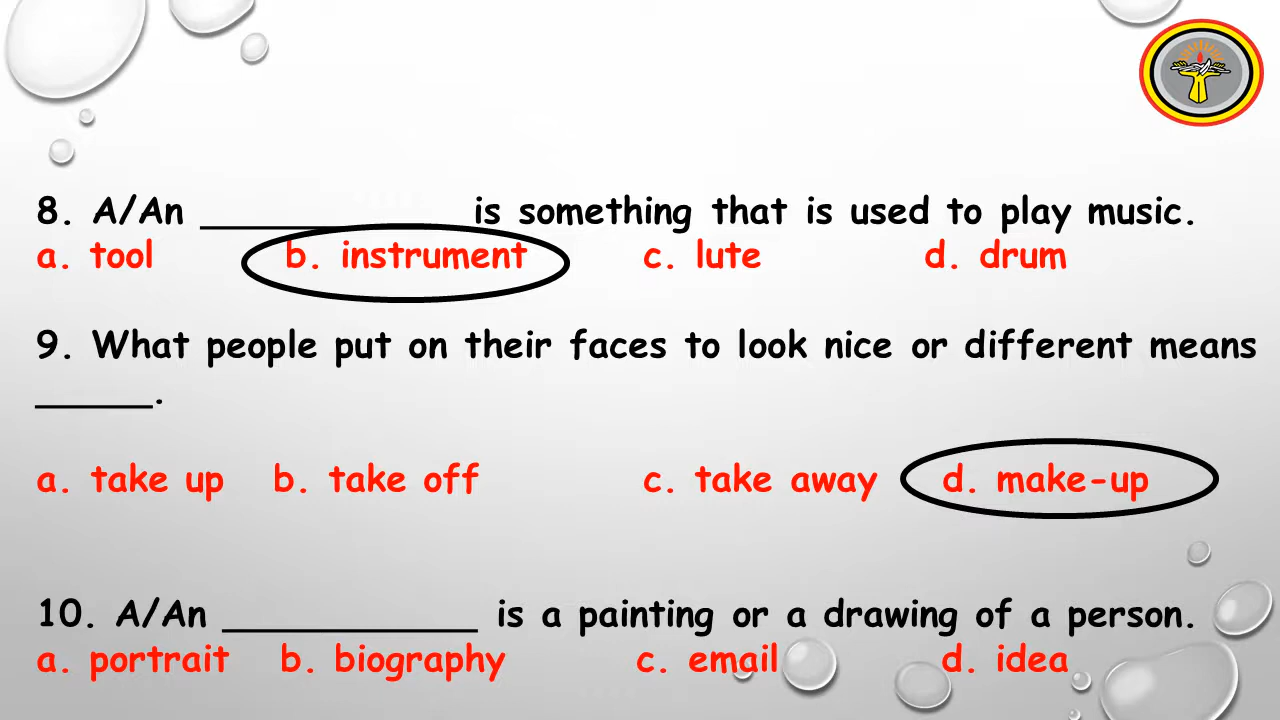 8. A/An _____________ is something that is used to play music.
a. tool b. instrument c. lute d. drum
9. What people put on their faces to look nice or different means
______.
a. take up b. take off c. take away d. make-up
10. A/An _____________ is a painting or a drawing of a person.
a. portrait b. biography c. email d. idea